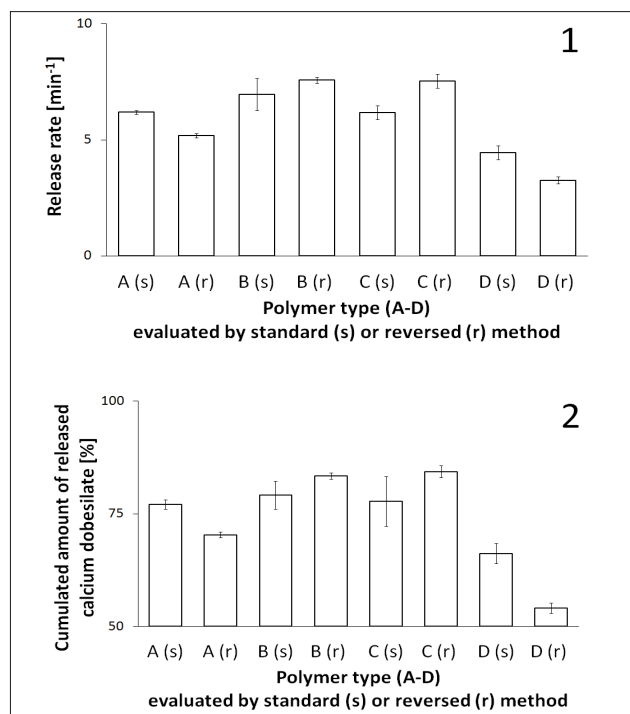 1
10
5
0
Release rate [min-1]
A (s) A (r) B (s) B (r) C (s) C (r) D (s) D (r)
Polymer type (A-D)
evaluated by standard (s) or reversed (r) method
2
100
75
50
Cumulated amount of released
calcium dobesilate [%]
A (s) A (r) B (s) B (r) C (s) C (r) D (s) D (r)
Polymer type (A-D)
evaluated by standard (s) or reversed (r) method